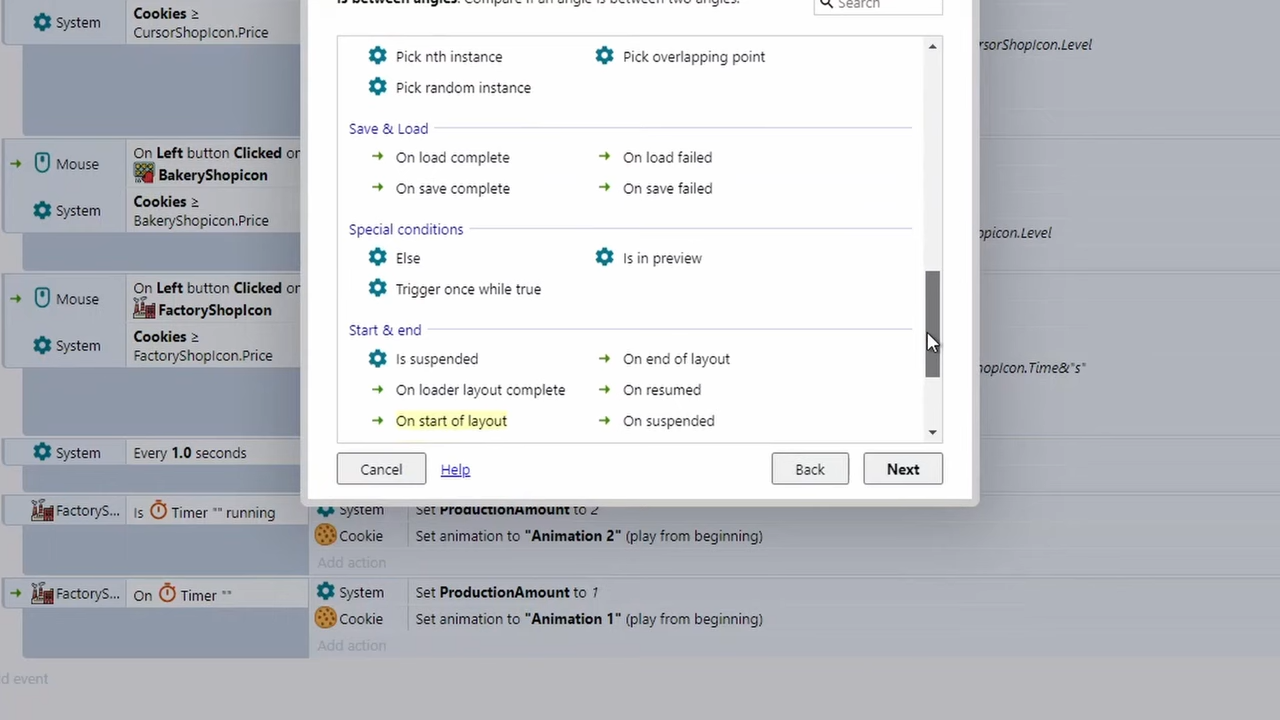 Is between angles: Compare if an angle is between two angles.
Search
System
Cookies ≥
CursorShopIcon.Price
rsorShopIcon.Level
Pick nth instance
Pick overlapping point
Pick random instance
Save & Load
On load complete
On load failed
On save complete
On save failed
Special conditions
Else
Is in preview
Trigger once while true
Start & end
Is suspended
On end of layout
On loader layout complete
On resumed
On start of layout
On suspended
Cancel
Help
Back
Next
Mouse
On Left button Clicked on
BakeryShopicon
System
Cookies ≥
BakeryShopicon.Price
picon.Level
Mouse
On Left button Clicked on
FactoryShopIcon
System
Cookies ≥
FactoryShopIcon.Price
opIcon.Time&"s"
System
Every 1.0 seconds
FactoryS...
Is Timer "" running
System
Set ProductionAmount to 2
Cookie
Set animation to "Animation 2" (play from beginning)
Add action
FactoryS...
On Timer ""
System
Set ProductionAmount to 1
Cookie
Set animation to "Animation 1" (play from beginning)
Add action
d event